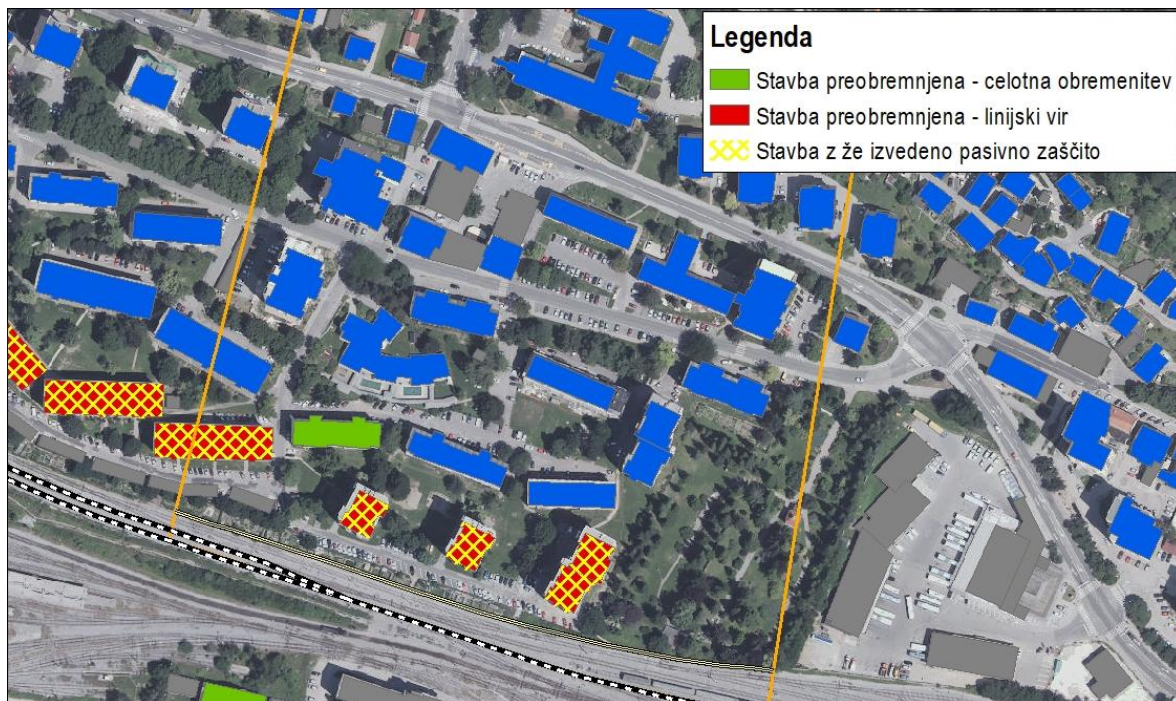 Legenda
Stavba preobremnjena - celotna obremenitev
Stavba preobremnjena - linijski vir
Stavba z že izvedeno pasivno zaščito